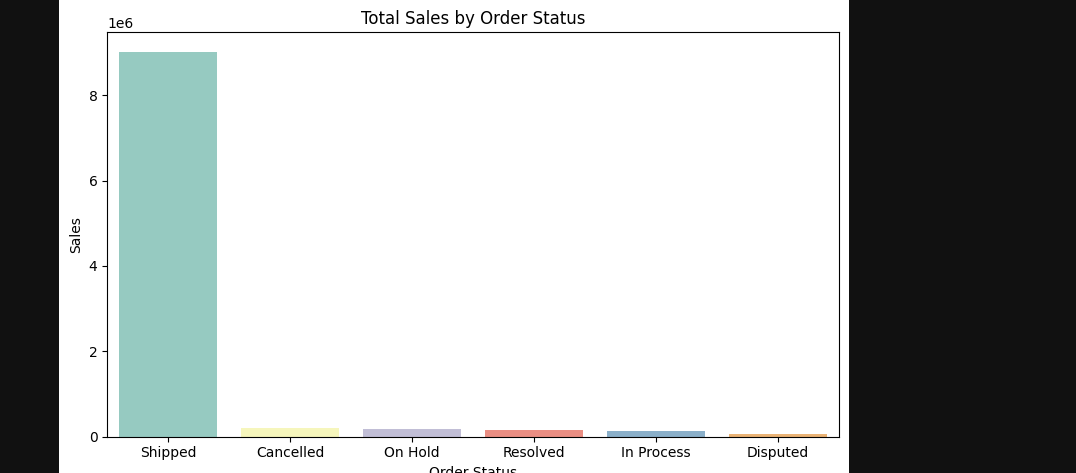 Total Sales by Order Status
1e6
8
6
4
2
0
Sales
Shipped Cancelled On Hold Resolved In Process Disputed
Order Status